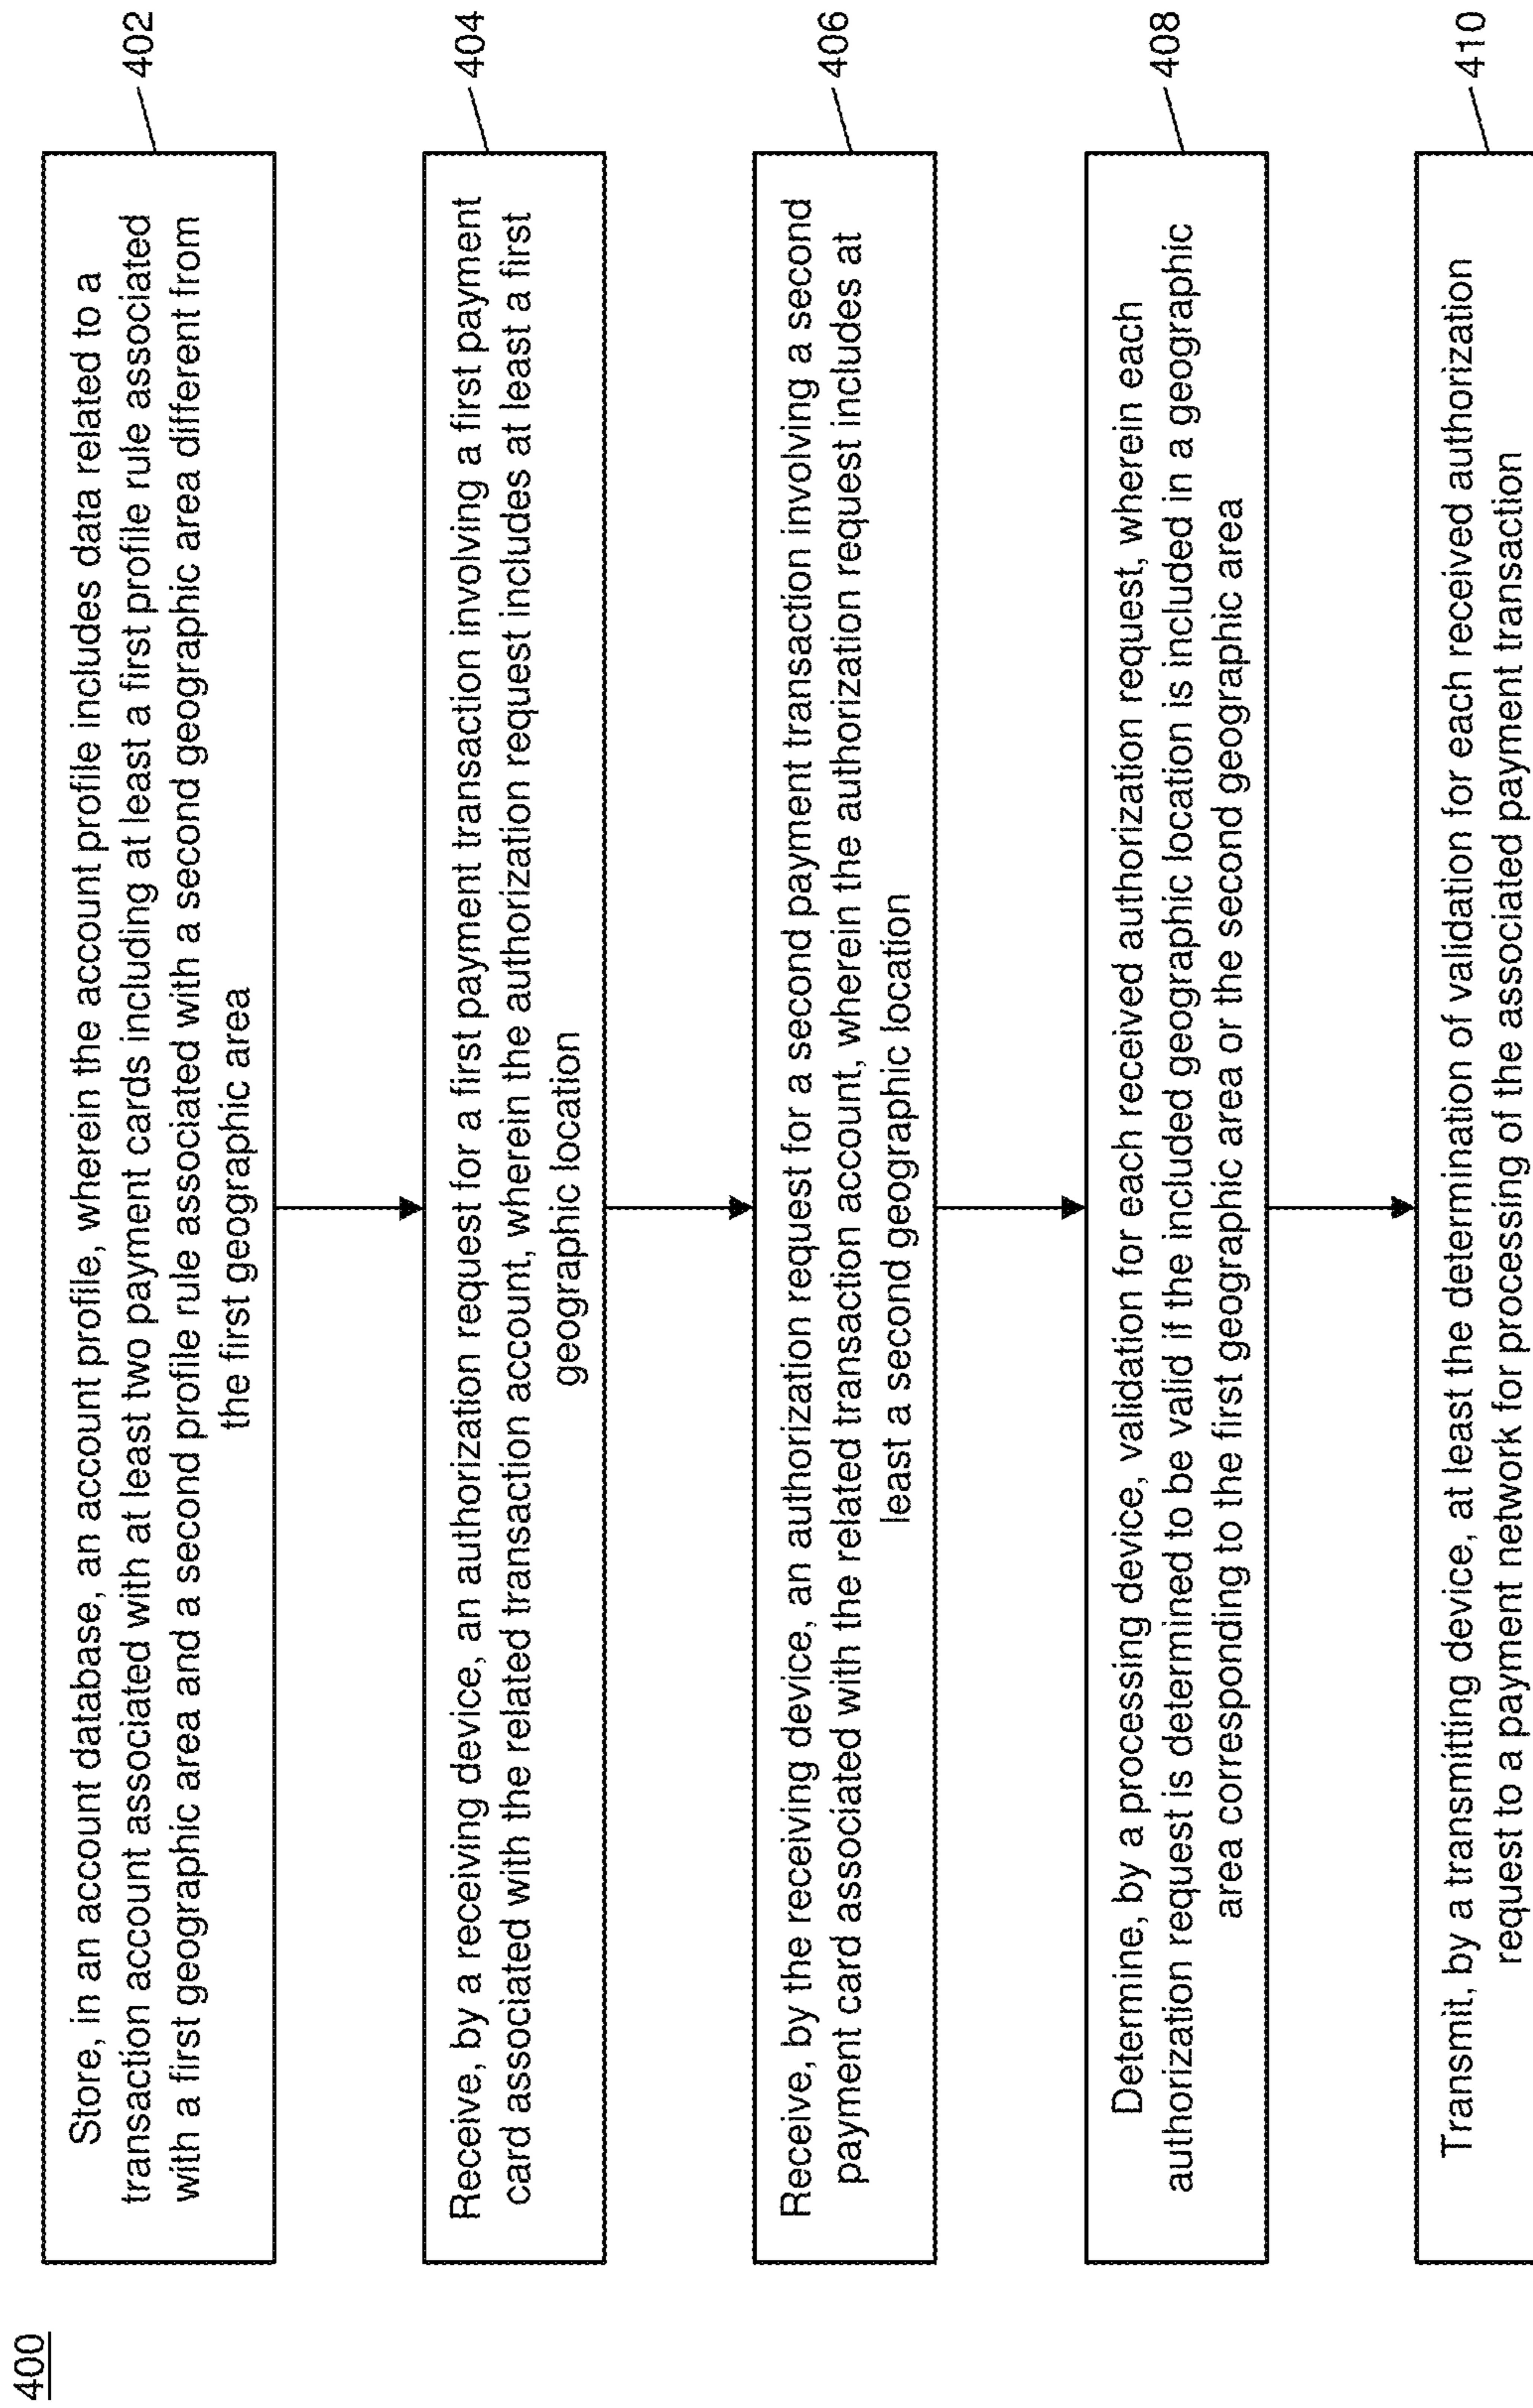 400
Store, in an account database, an account profile, wherein the account profile includes data related to a
transaction account associated with at least two payment cards including at least a first profile rule associated
with a first geographic area and a second profile rule associated with a second geographic area different from
the first geographic area
402
Receive, by a receiving device, an authorization request for a first payment transaction involving a first payment
card associated with the related transaction account, wherein the authorization request includes at least a first
geographic location
404
Receive, by the receiving device, an authorization request for a second payment transaction involving a second
payment card associated with the related transaction account, wherein the authorization request includes at
least a second geographic location
406
Determine, by a processing device, validation for each received authorization request, wherein each
authorization request is determined to be valid if the included geographic location is included in a geographic
area corresponding to the first geographic area or the second geographic area
408
Transmit, by a transmitting device, at least the determination of validation for each received authorization
request to a payment network for processing of the associated payment transaction
410